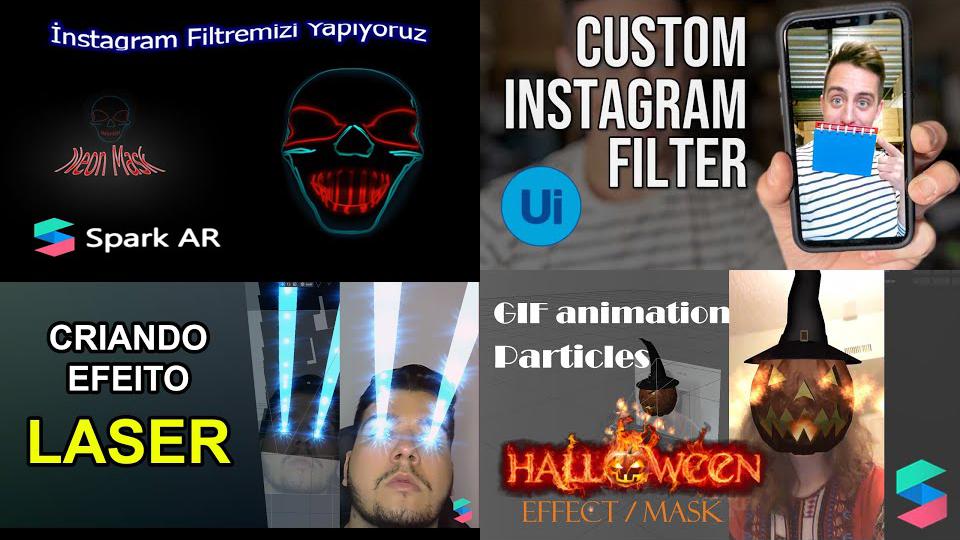 İnstagram Filtremizi Yapıyoruz
Neon Mask
Spark AR
CUSTOM
INSTAGRAM
FILTER
Ui
CRIANDO
EFEITO
LASER
GIF animation
Particles
HALLOWEEN
EFFECT / MASK